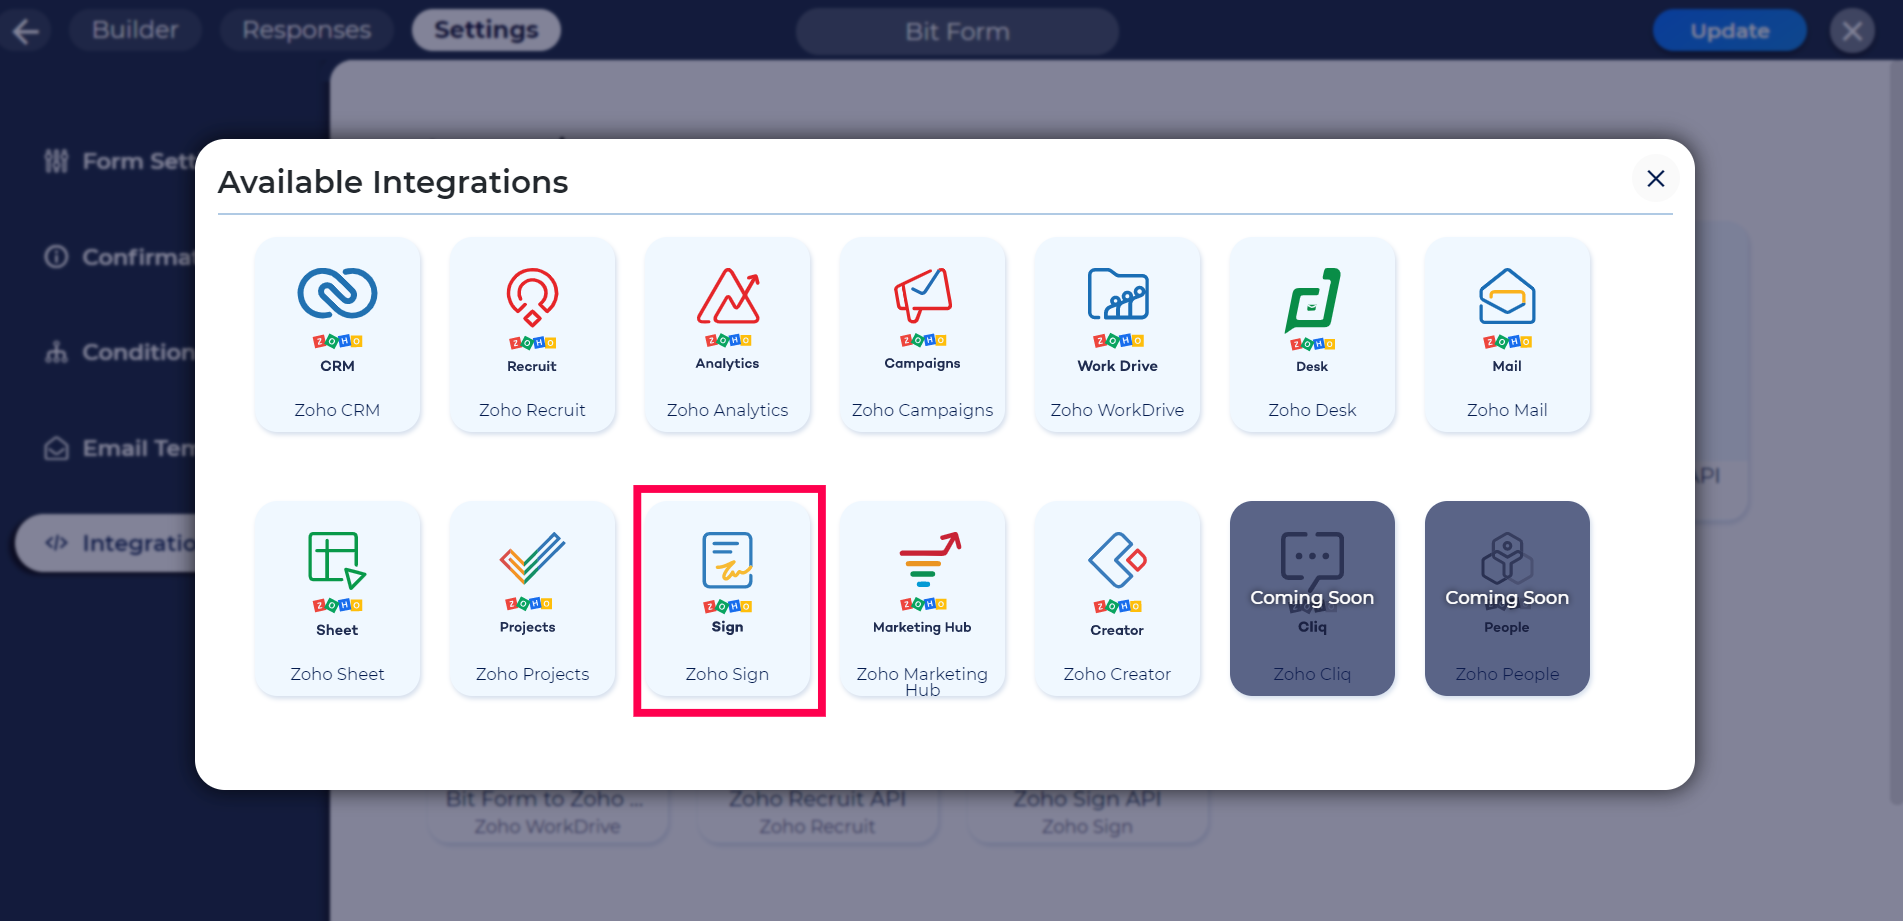 Builder
Responses
Settings
Bit Form
Update
Form Sett
Confirmat
Condition
Email Tem
Integratio
Available Integrations
ZOHO
CRM
Zoho CRM
ZOHO
Recruit
Zoho Recruit
ZOHO
Analytics
Zoho Analytics
ZOHO
Campaigns
Zoho Campaigns
ZOHO
Work Drive
Zoho WorkDrive
ZOHO
Desk
Zoho Desk
ZOHO
Mail
Zoho Mail
API
ZOHO
Sheet
Zoho Sheet
ZOHO
Projects
Zoho Projects
ZOHO
Sign
Zoho Sign
ZOHO
Marketing Hub
Zoho Marketing
Hub
ZOHO
Creator
Zoho Creator
Coming Soon
Cliq
Zoho Cliq
Coming Soon
People
Zoho People
Bit Form to Zoho ...
Zoho WorkDrive
Zoho Recruit API
Zoho Recruit
Zoho Sign API
Zoho Sign